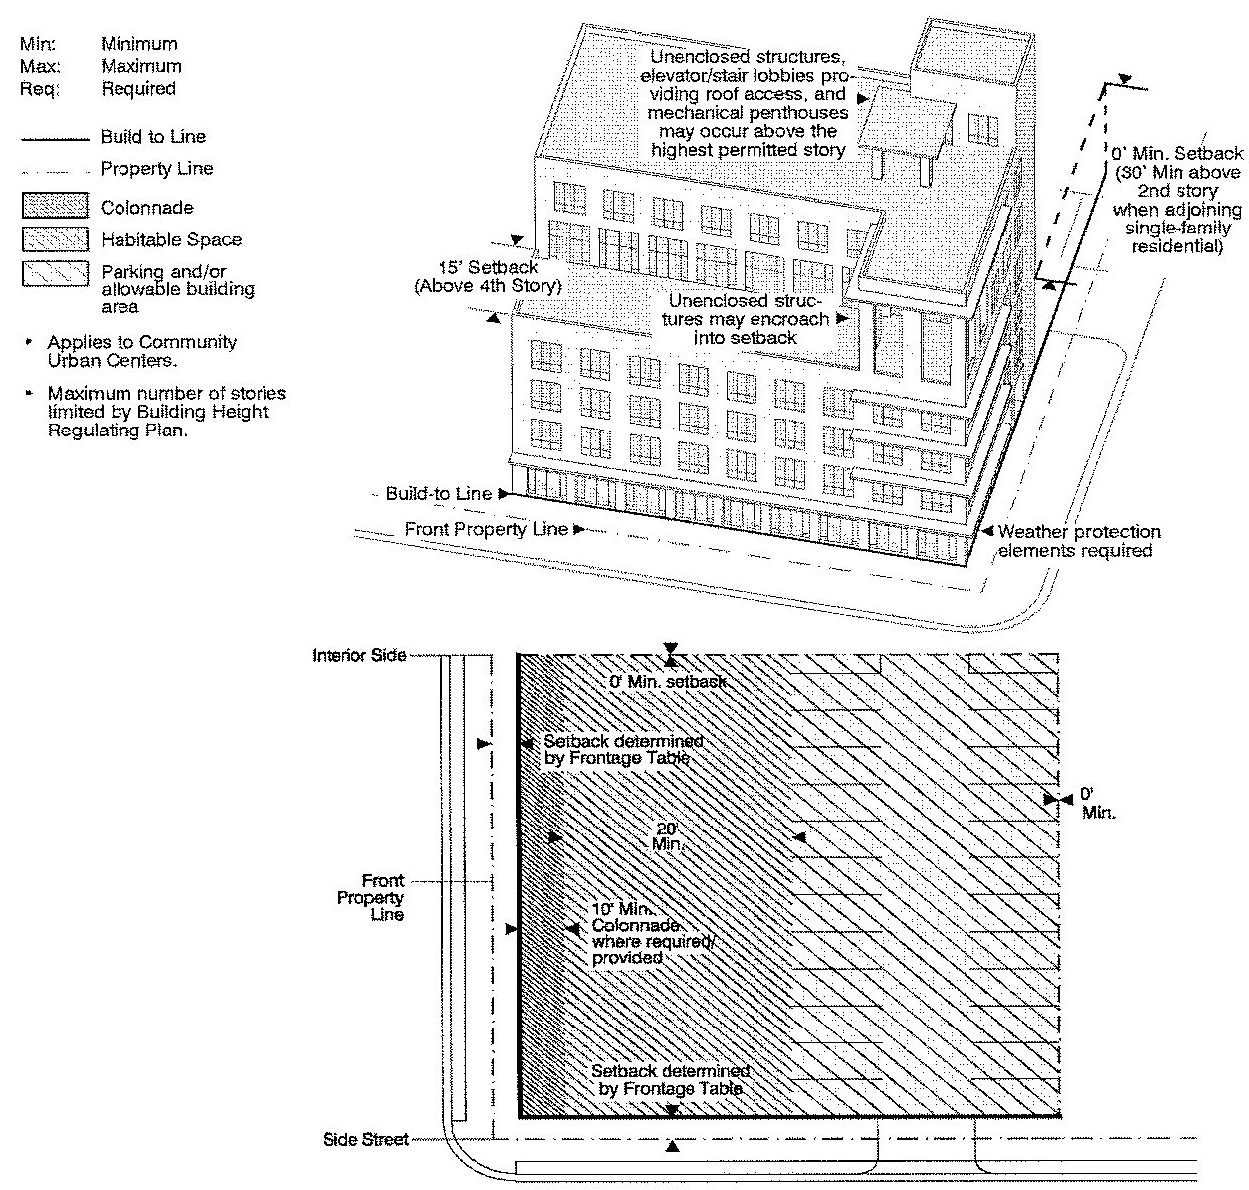 Min: Minimum
Max: Maximum
Req: Required
Build to Line
Property Line
Colonnade
Habitable Space
Parking and/or
allowable building
area
• Applies to Community
Urban Centers.
• Maximum number of stories
limited by Building Height
Regulating Plan.
Unenclosed structures,
elevator/stair lobbies pro-
viding roof access, and
mechanical penthouses
may occur above the
highest permitted story
0' Min. Setback
(30' Min above
2nd story
when adjoining
single-family
residential)
15' Setback
(Above 4th Story)
Unenclosed struc-
tures may encroach
into setback
Build-to Line
Front Property Line
Weather protection
elements required
Interior Side
0' Min. setback
Setback determined
by Frontage Table
0'
Min.
20'
Min.
Front
Property
Line
10' Min.
Colonnade
where required/
provided
Setback determined
by Frontage Table
Side Street